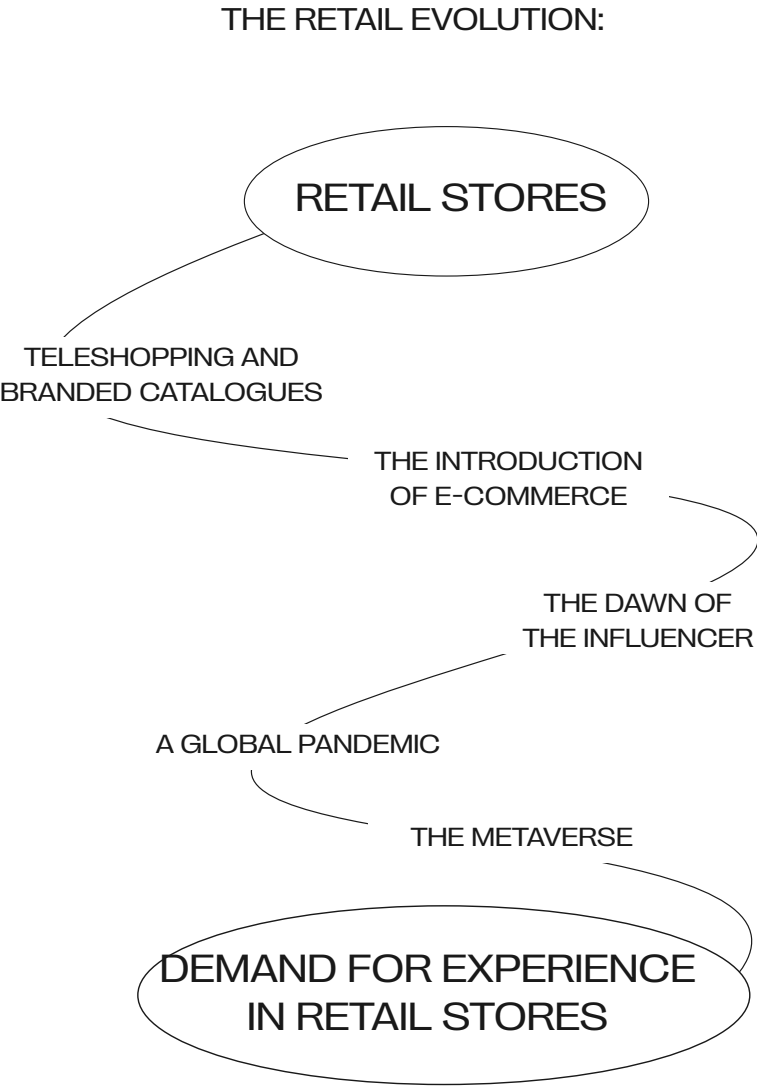 THE RETAIL EVOLUTION:
RETAIL STORES
TELESHOPPING AND
BRANDED CATALOGUES
THE INTRODUCTION
OF E-COMMERCE
THE DAWN OF
THE INFLUENCER
A GLOBAL PANDEMIC
THE METAVERSE
DEMAND FOR EXPERIENCE
IN RETAIL STORES